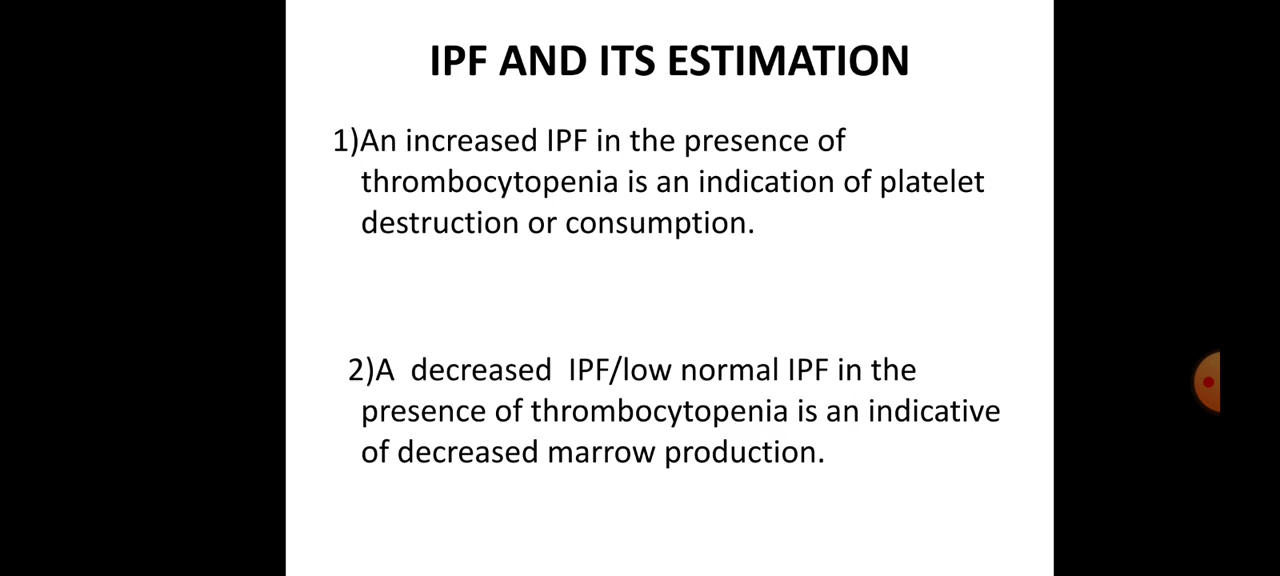 IPF AND ITS ESTIMATION
1)An increased IPF in the presence of
thrombocytopenia is an indication of platelet
destruction or consumption.
2)A decreased IPF/low normal IPF in the
presence of thrombocytopenia is an indicative
of decreased marrow production.